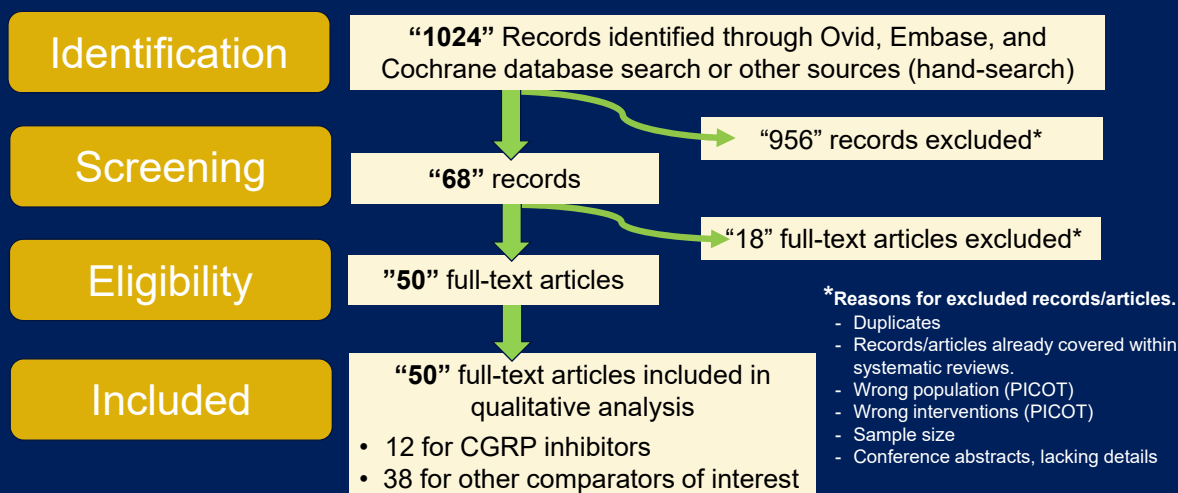 Identification
“1024” Records identified through Ovid, Embase, and
Cochrane database search or other sources (hand-search)
“956” records excluded*
Screening
“68” records
“18” full-text articles excluded*
Eligibility
”50” full-text articles
Included
“50” full-text articles included in
qualitative analysis
• 12 for CGRP inhibitors
• 38 for other comparators of interest
*Reasons for excluded records/articles.
- Duplicates
- Records/articles already covered within
systematic reviews.
- Wrong population (PICOT)
- Wrong interventions (PICOT)
- Sample size
- Conference abstracts, lacking details